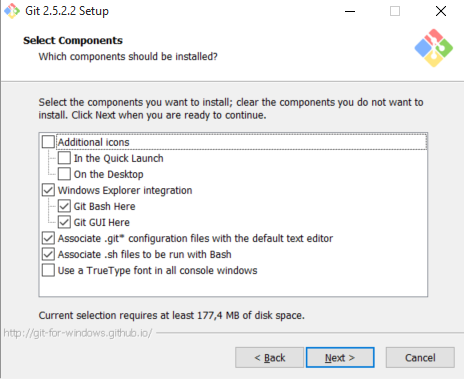 Git 2.5.2.2 Setup
Select Components
Which components should be installed?
Select the components you want to install; clear the components you do not want to
install. Click Next when you are ready to continue.
Additional icons
In the Quick Launch
On the Desktop
Windows Explorer integration
Git Bash Here
Git GUI Here
Associate .git* configuration files with the default text editor
Associate .sh files to be run with Bash
Use a TrueType font in all console windows
Current selection requires at least 177,4 MB of disk space.
http://git-for-windows.github.io/
< Back
Next >
Cancel